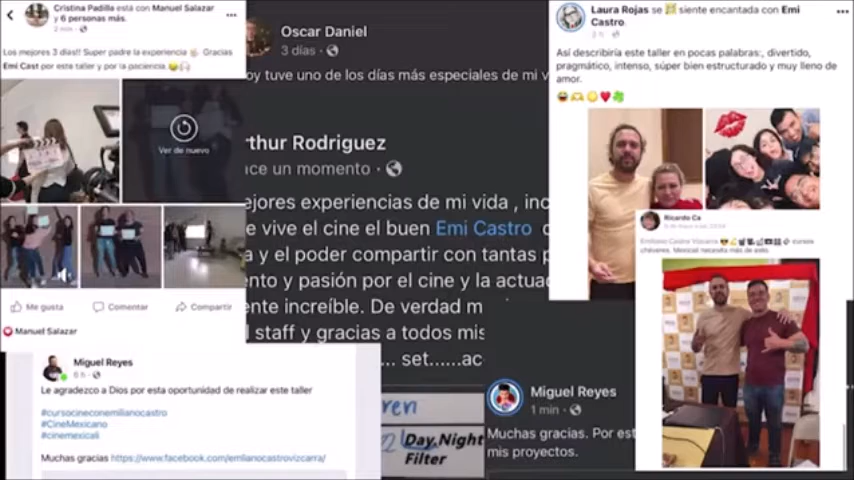 Cristina Padilla está con Manuel Salazar
y 6 personas más.
2 min
Los mejores 3 días!! Super padre la experiencia Gracias
Emi Cast por este taller y por la paciencia.
Ver de nuevo
Me gusta
Comentar
Compartir
Manuel Salazar
Oscar Daniel
3 días
oy tuve uno de los días más especiales de mi v
rthur Rodriguez
ace un momento
ejores experiencias de mi vida , inc
e vive el cine el buen Emi Castro
a y el poder compartir con tantas p
ento y pasión por el cine y la actua
ente increíble. De verdad m
l staff y gracias a todos mis
... set......ac
Laura Rojas se siente encantada con Emi
Castro.
Así describiría este taller en pocas palabras:, divertido,
pragmático, intenso, súper bien estructurado y muy lleno de
amor.
Ricardo Ca
Emiliano Castro Vizcarra cursos
chéveres. Mexicali necesita más de esto.
Miguel Reyes
6 h
Le agradezco a Dios por esta oportunidad de realizar este taller
#cursocineconemilianocastro
#CineMexicano
#cinemexicali
Muchas gracias https://www.facebook.com/emilianocastrovizcarra/
Day Night
Filter
Miguel Reyes
1 min
Muchas gracias. Por est
mis proyectos.